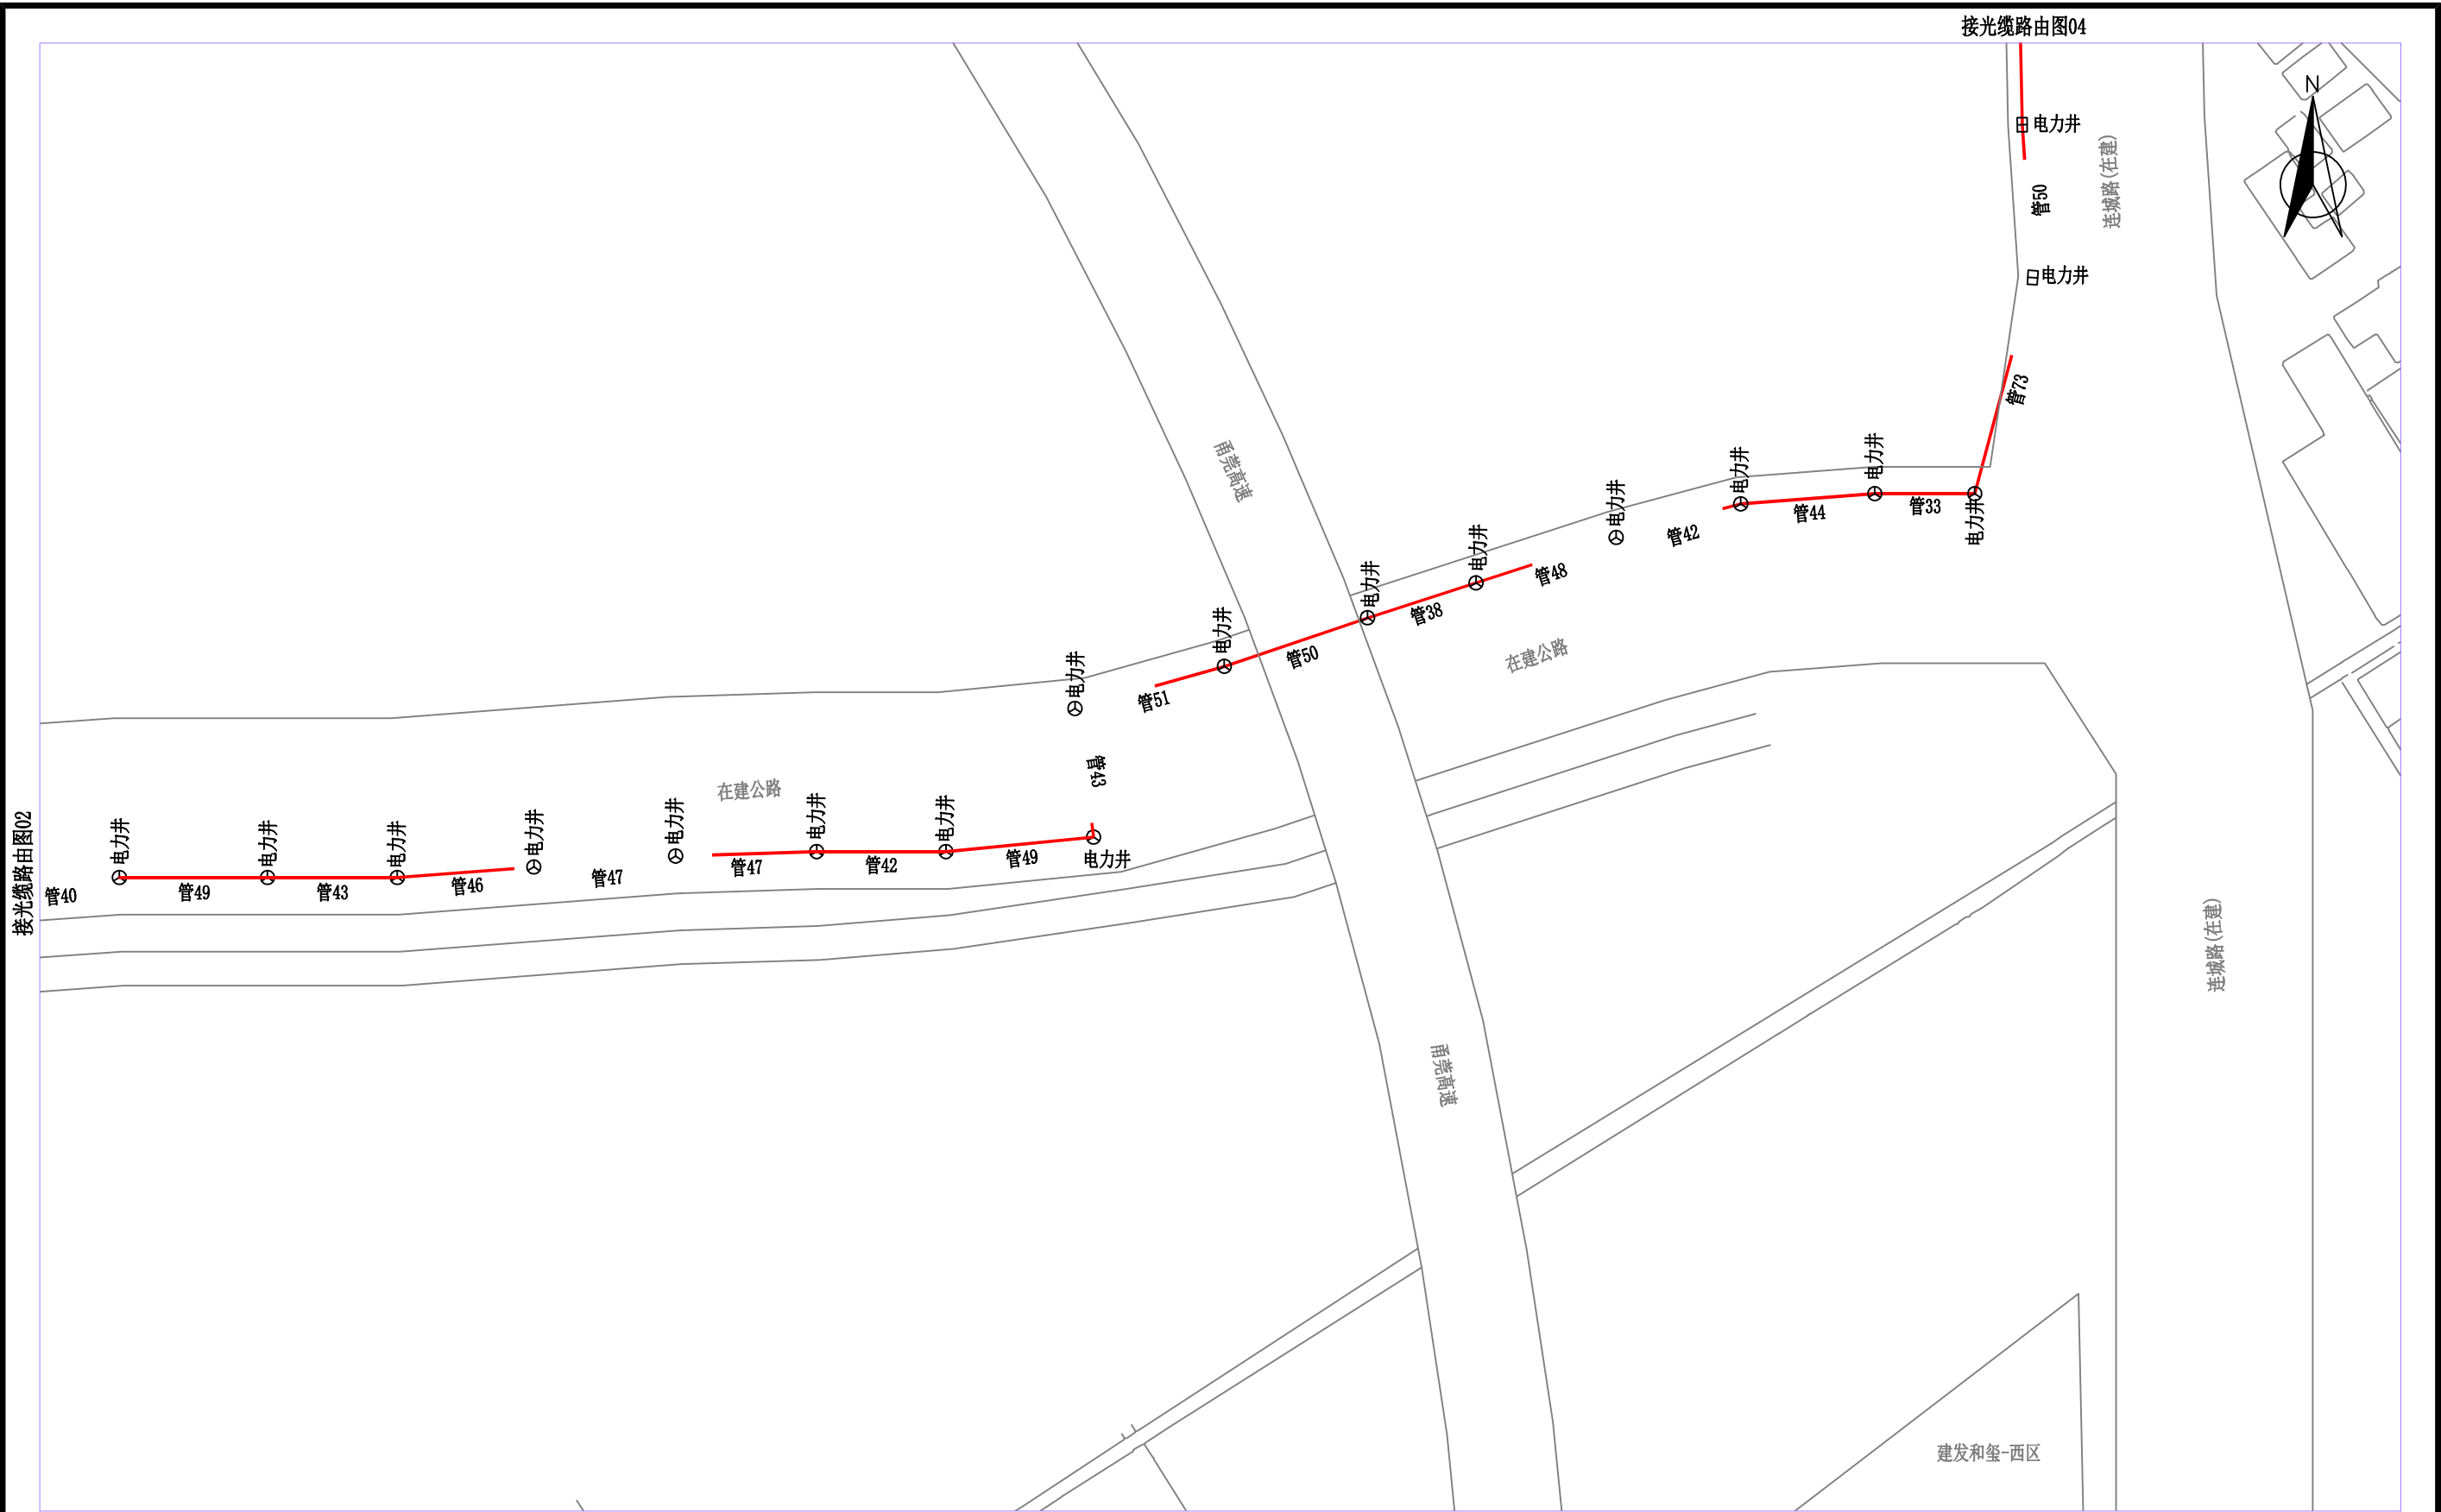 接光缆路由图04
N
电力井
连城路(在建)
管50
电力井
管73
甬莞高速
电力井
电力井
管33
管44
电力井
电力井
管42
电力井
管48
电力井
管38
在建公路
电力井
管50
电力井
管51
管43
在建公路
接光缆路由图02
管40
电力井
管49
电力井
管43
电力井
管46
电力井
管47
电力井
管47
电力井
管42
电力井
管49
电力井
连城路(在建)
甬莞高速
建发和玺-西区